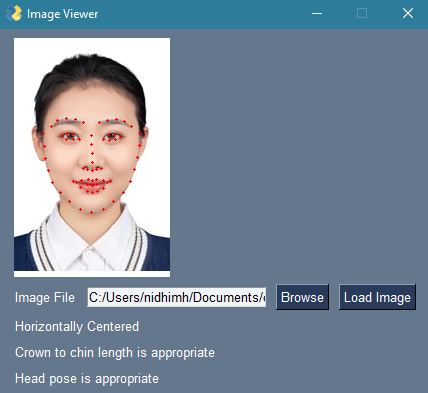 Image Viewer
Image File C:/Users/nidhimh/Documents/ Browse Load Image
Horizontally Centered
Crown to chin length is appropriate
Head pose is appropriate